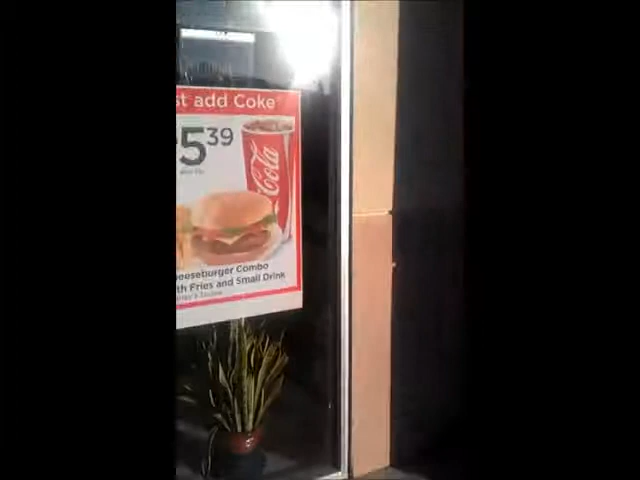 st add Coke
$5 39
Coca-Cola
eeseburger Combo
th Fries and Small Drink